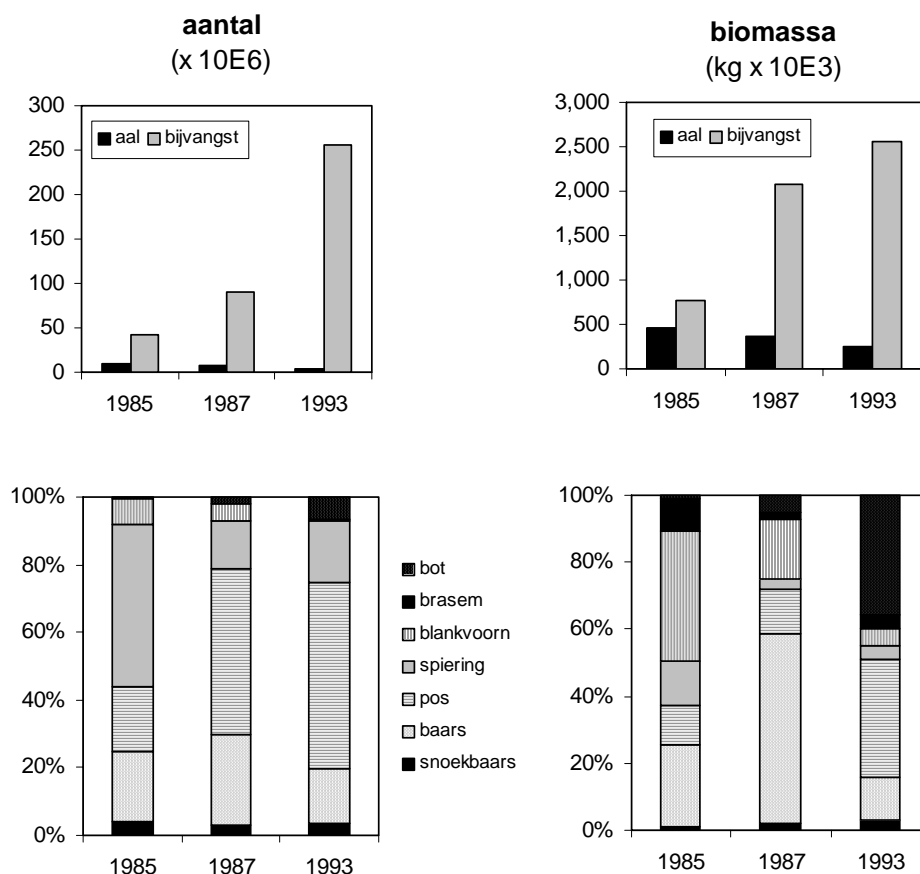 aantal
(x 10E6)
300
250
200
150
100
50
0
aal bijvangst
1985 1987 1993
biomassa
(kg x 10E3)
3,000
2,500
2,000
1,500
1,000
500
0
aal bijvangst
1985 1987 1993
100%
80%
60%
40%
20%
0%
1985 1987 1993
bot
brasem
blankvoorn
spiering
pos
baars
snoekbaars
100%
80%
60%
40%
20%
0%
1985 1987 1993